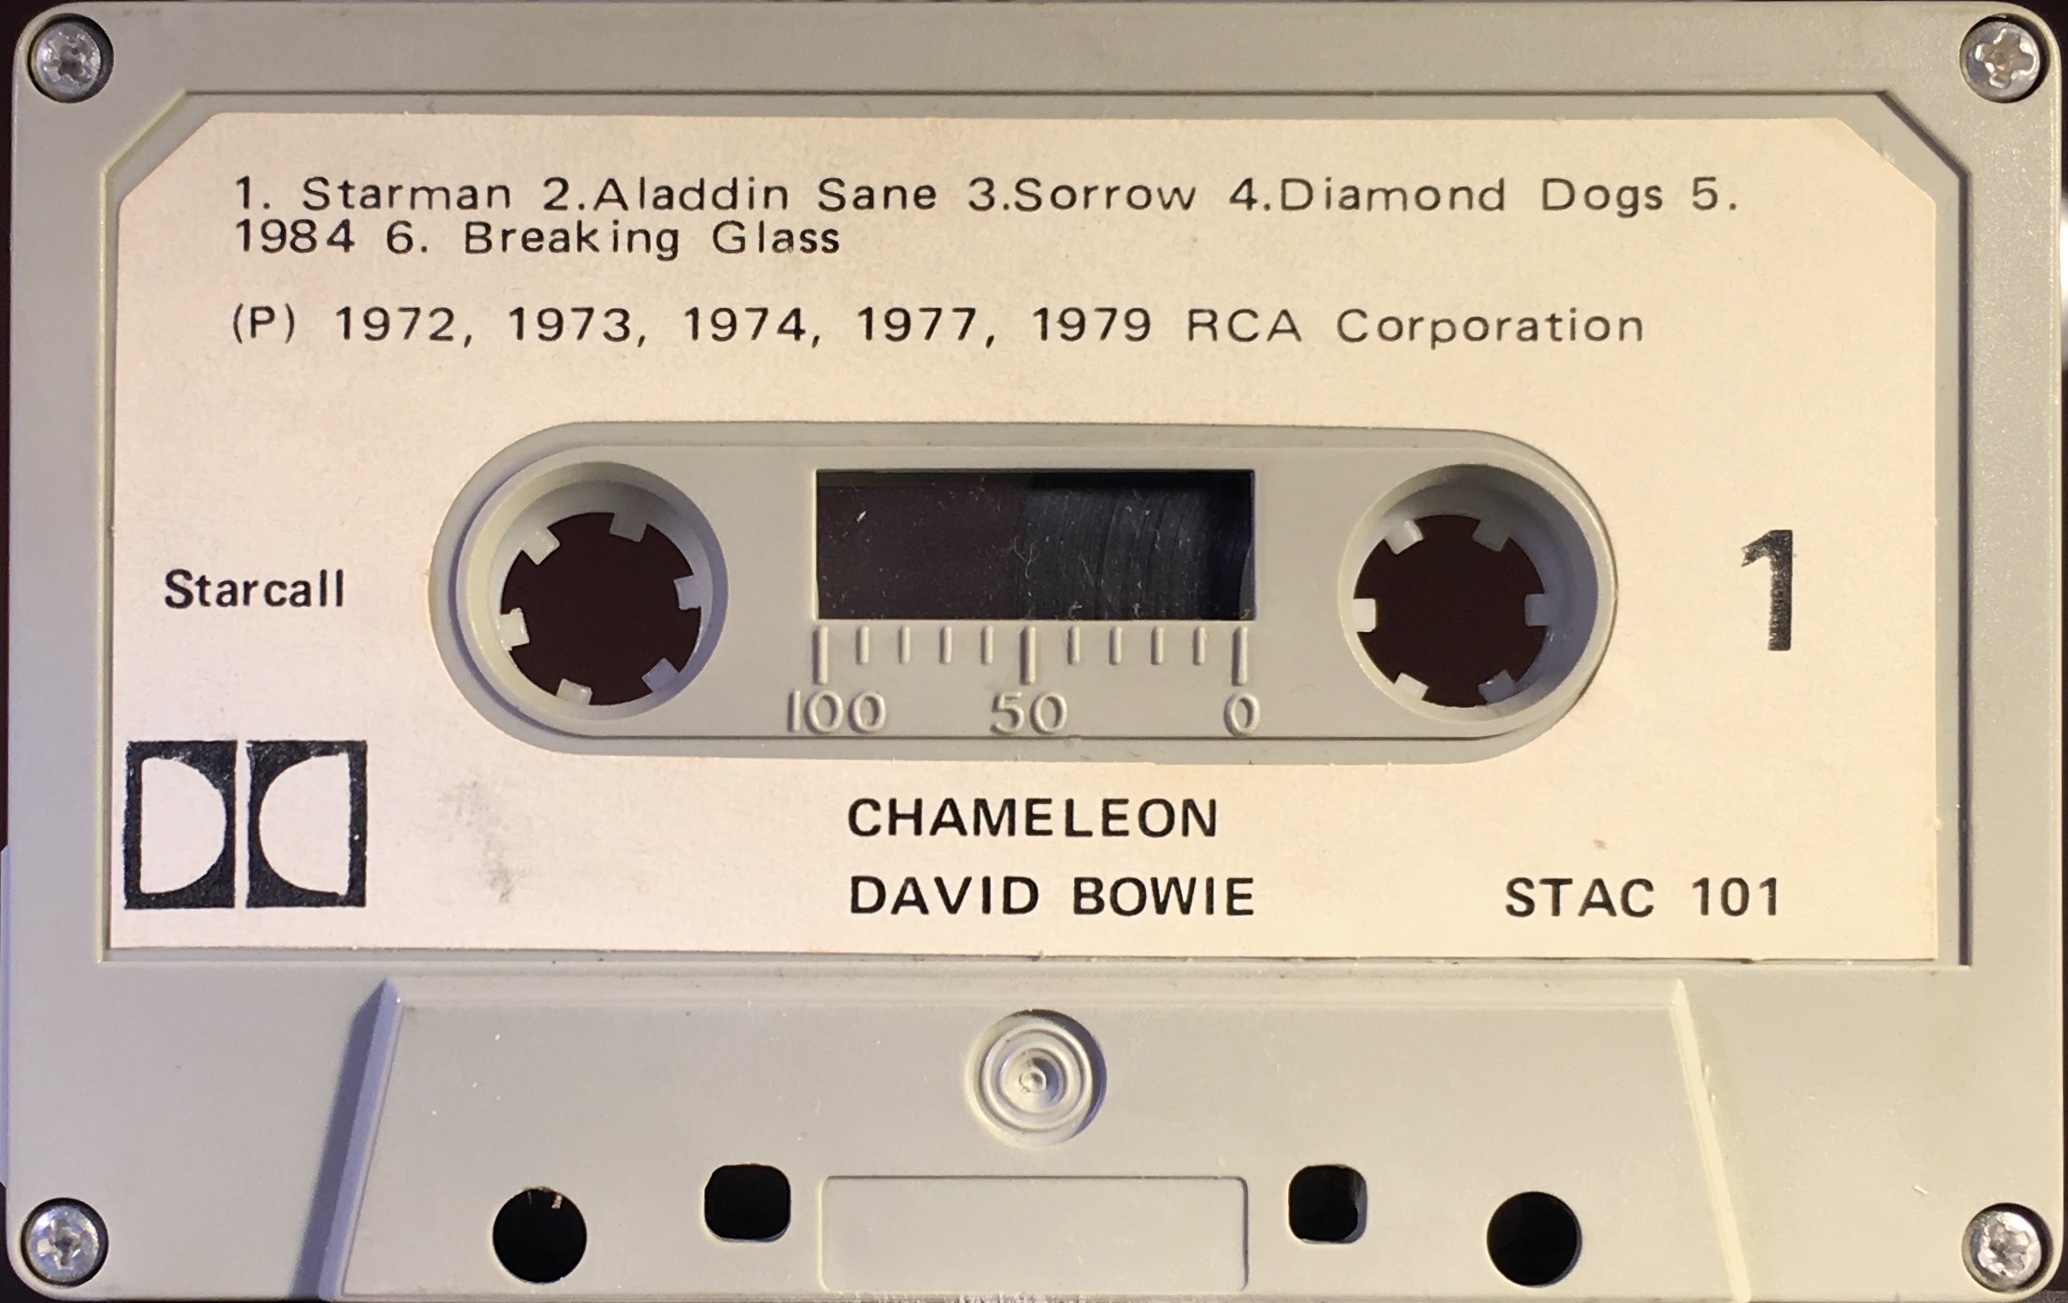 1. Starman 2.Aladdin Sane 3.Sorrow 4.Diamond Dogs 5.
1984 6. Breaking Glass
(P) 1972, 1973, 1974, 1977, 1979 RCA Corporation
Starcall
1
100 50 0
CHAMELEON
DAVID BOWIE
STAC 101